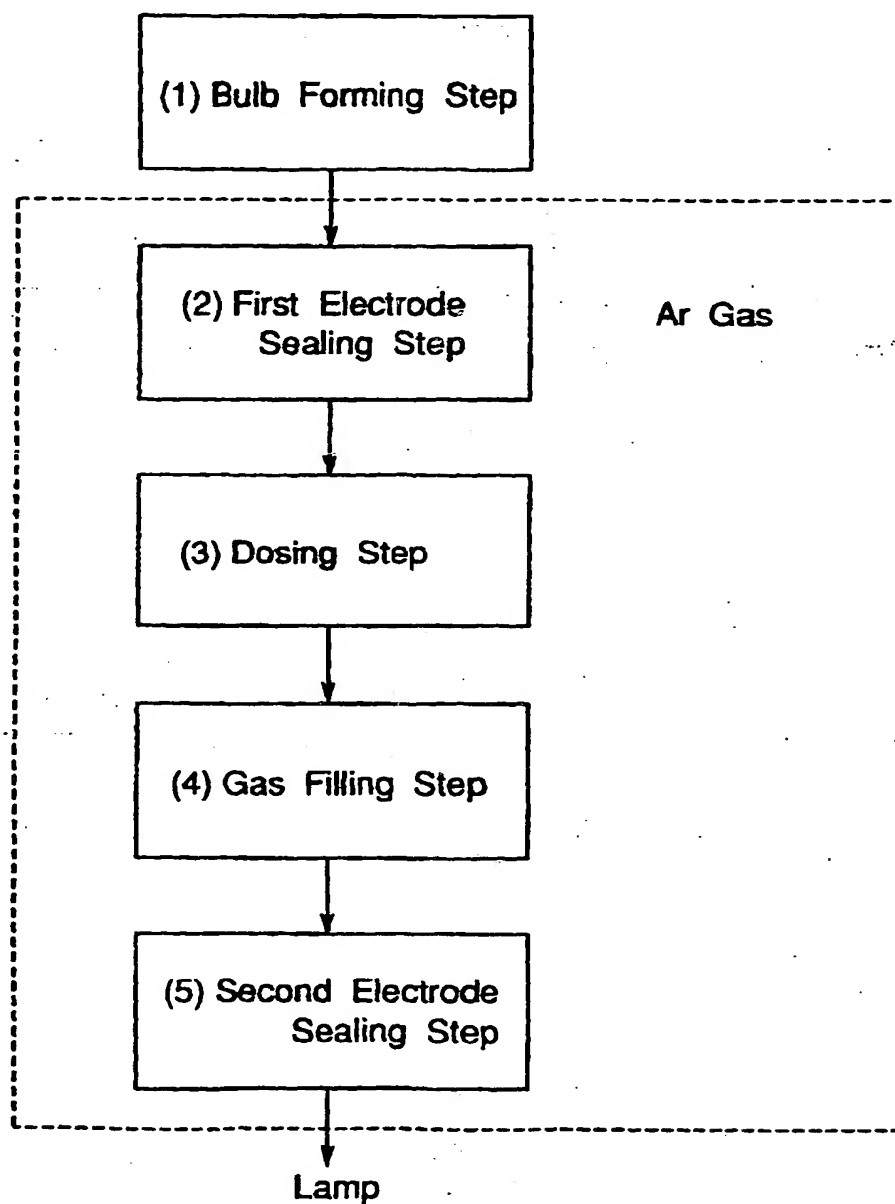 (1) Bulb Forming Step
(2) First Electrode
Sealing Step
Ar Gas
(3) Dosing Step
(4) Gas Filling Step
(5) Second Electrode
Sealing Step
Lamp